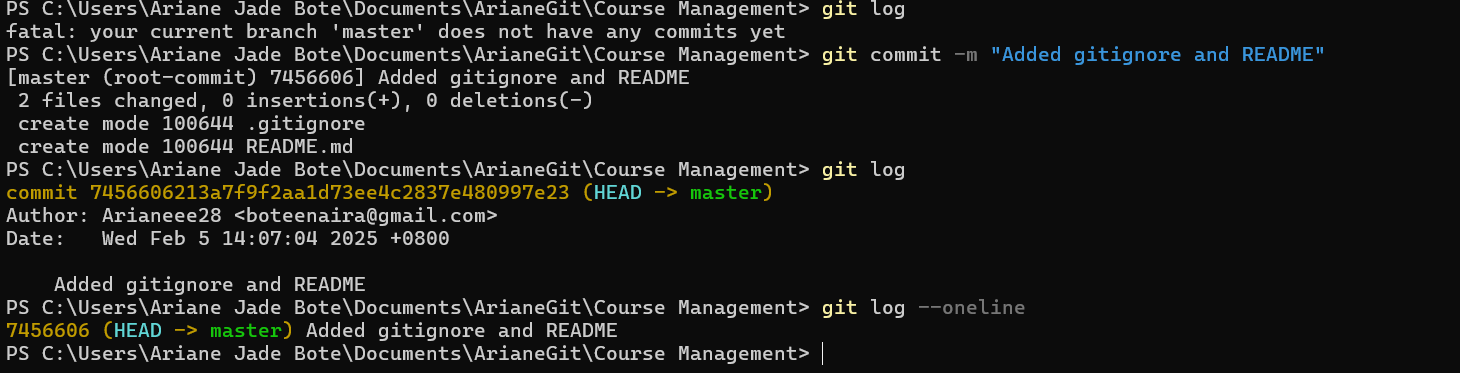 PS C:\Users\Ariane Jade Bote\Documents\ArianeGit\Course Management> git log
fatal: your current branch 'master' does not have any commits yet
PS C:\Users\Ariane Jade Bote\Documents\ArianeGit\Course Management> git commit -m "Added gitignore and README"
[master (root-commit) 7456606] Added gitignore and README
 2 files changed, 0 insertions(+), 0 deletions(-)
 create mode 100644 .gitignore
 create mode 100644 README.md
PS C:\Users\Ariane Jade Bote\Documents\ArianeGit\Course Management> git log
commit 7456606213a7f9f2aa1d73ee4c2837e480997e23 (HEAD -> master)
Author: Arianeee28 <boteenaira@gmail.com>
Date:   Wed Feb 5 14:07:04 2025 +0800

    Added gitignore and README
PS C:\Users\Ariane Jade Bote\Documents\ArianeGit\Course Management> git log --oneline
7456606 (HEAD -> master) Added gitignore and README
PS C:\Users\Ariane Jade Bote\Documents\ArianeGit\Course Management>